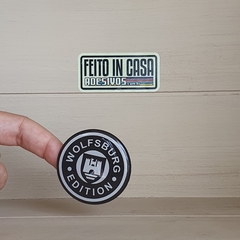 FEITO IN CASA
ADESIVOS
WOLFSBURG
EDITION